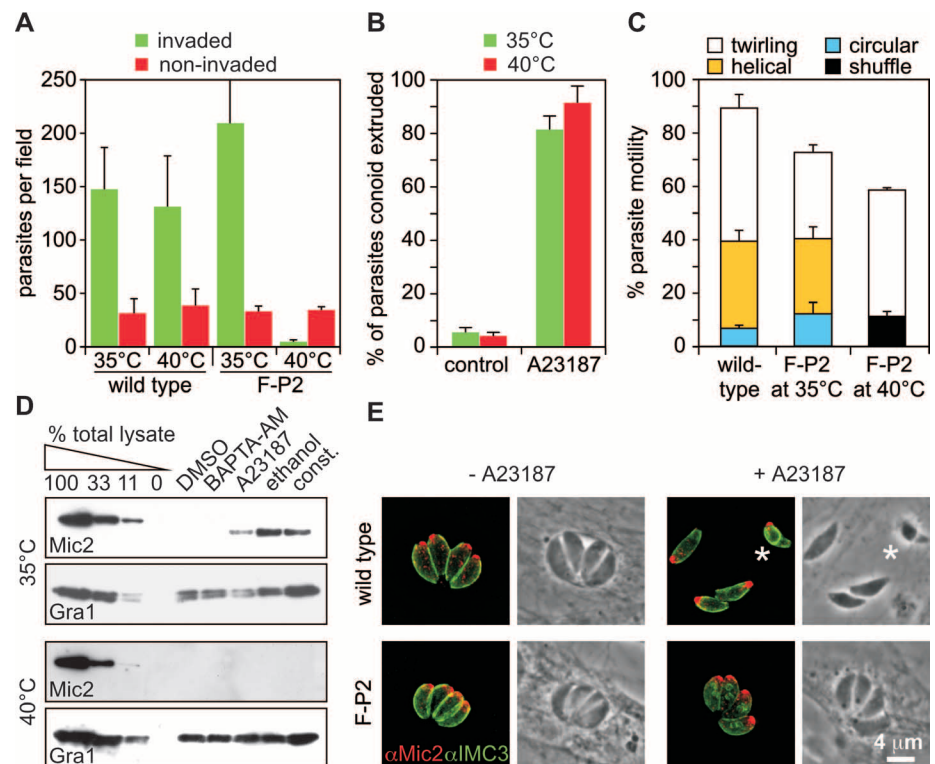 A
invaded
non-invaded
parasites per field
250
200
150
100
50
0
35°C 40°C 35°C 40°C
wild type F-P2
B
35°C
40°C
% of parasites conoid extruded
100
80
60
40
20
0
control A23187
C
twirling circular
helical shuffle
% parasite motility
100
80
60
40
20
0
wild-type F-P2 at 35°C F-P2 at 40°C
D
% total lysate
100 33 11 0 DMSO BAPTA-AM A23187 ethanol const.
35°C
Mic2
Gra1
40°C
Mic2
Gra1
E
- A23187 + A23187
wild type
* *
F-P2
αMic2αIMC3
4 μm